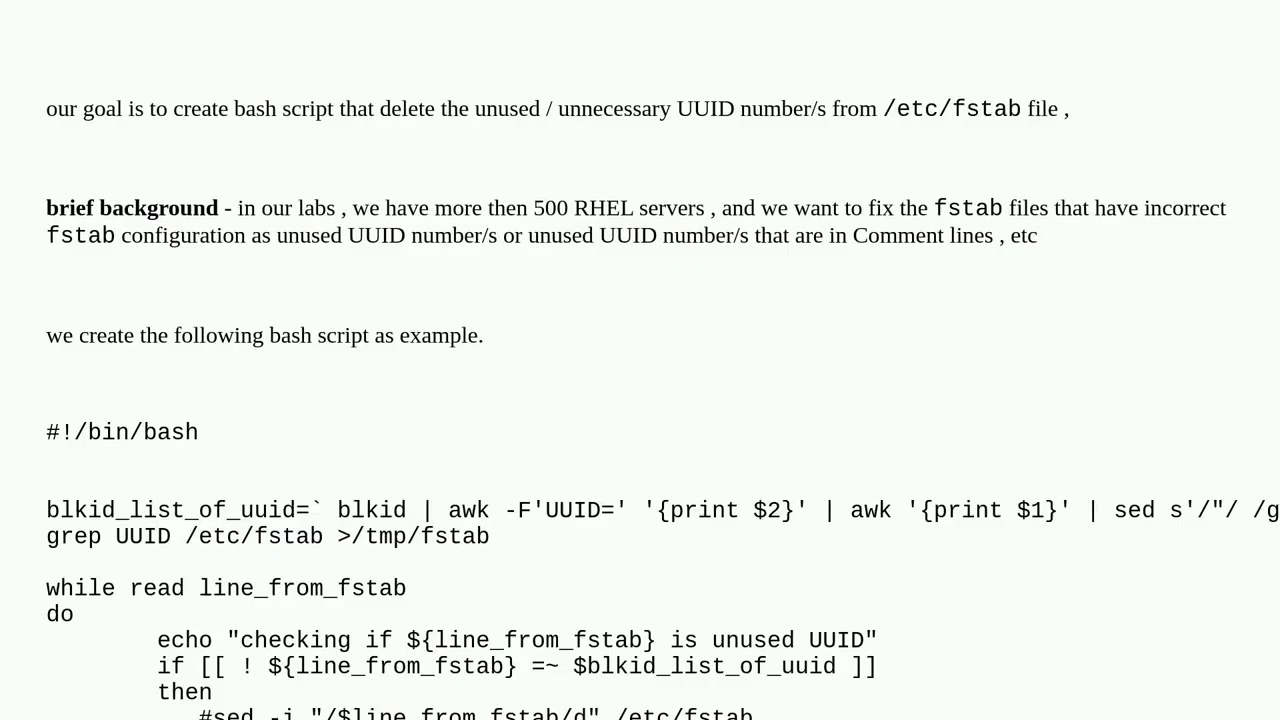 our goal is to create bash script that delete the unused / unnecessary UUID number/s from /etc/fstab file ,
brief background - in our labs , we have more then 500 RHEL servers , and we want to fix the fstab files that have incorrect
fstab configuration as unused UUID number/s or unused UUID number/s that are in Comment lines , etc
we create the following bash script as example.
#!/bin/bash
blkid_list_of_uuid=` blkid | awk -F'UUID=' '{print $2}' | awk '{print $1}' | sed s'/"/ /g
grep UUID /etc/fstab >/tmp/fstab
while read line_from_fstab
do
echo "checking if ${line_from_fstab} is unused UUID"
if [[ ! ${line_from_fstab} =~ $blkid_list_of_uuid ]]
then
#sed -i "/$line_from_fstab/d" /etc/fstab